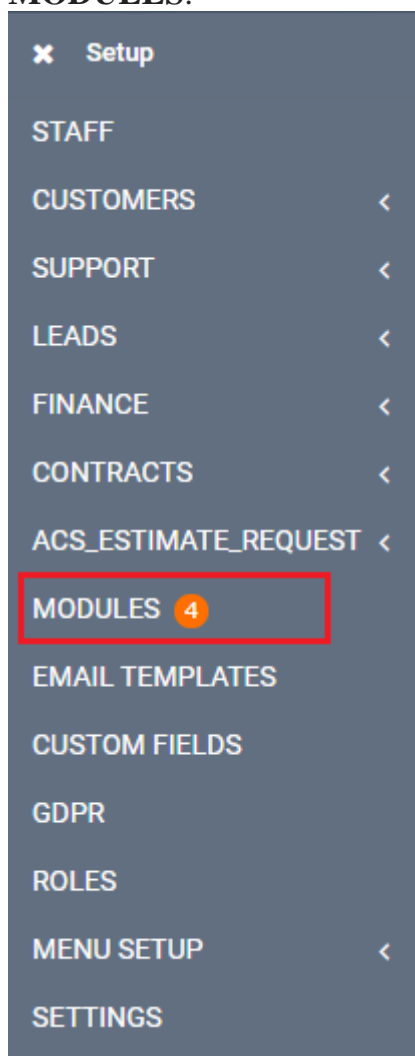 MODULES.
Setup
STAFF
CUSTOMERS
SUPPORT
LEADS
FINANCE
CONTRACTS
ACS_ESTIMATE_REQUEST
MODULES 4
EMAIL TEMPLATES
CUSTOM FIELDS
GDPR
ROLES
MENU SETUP
SETTINGS